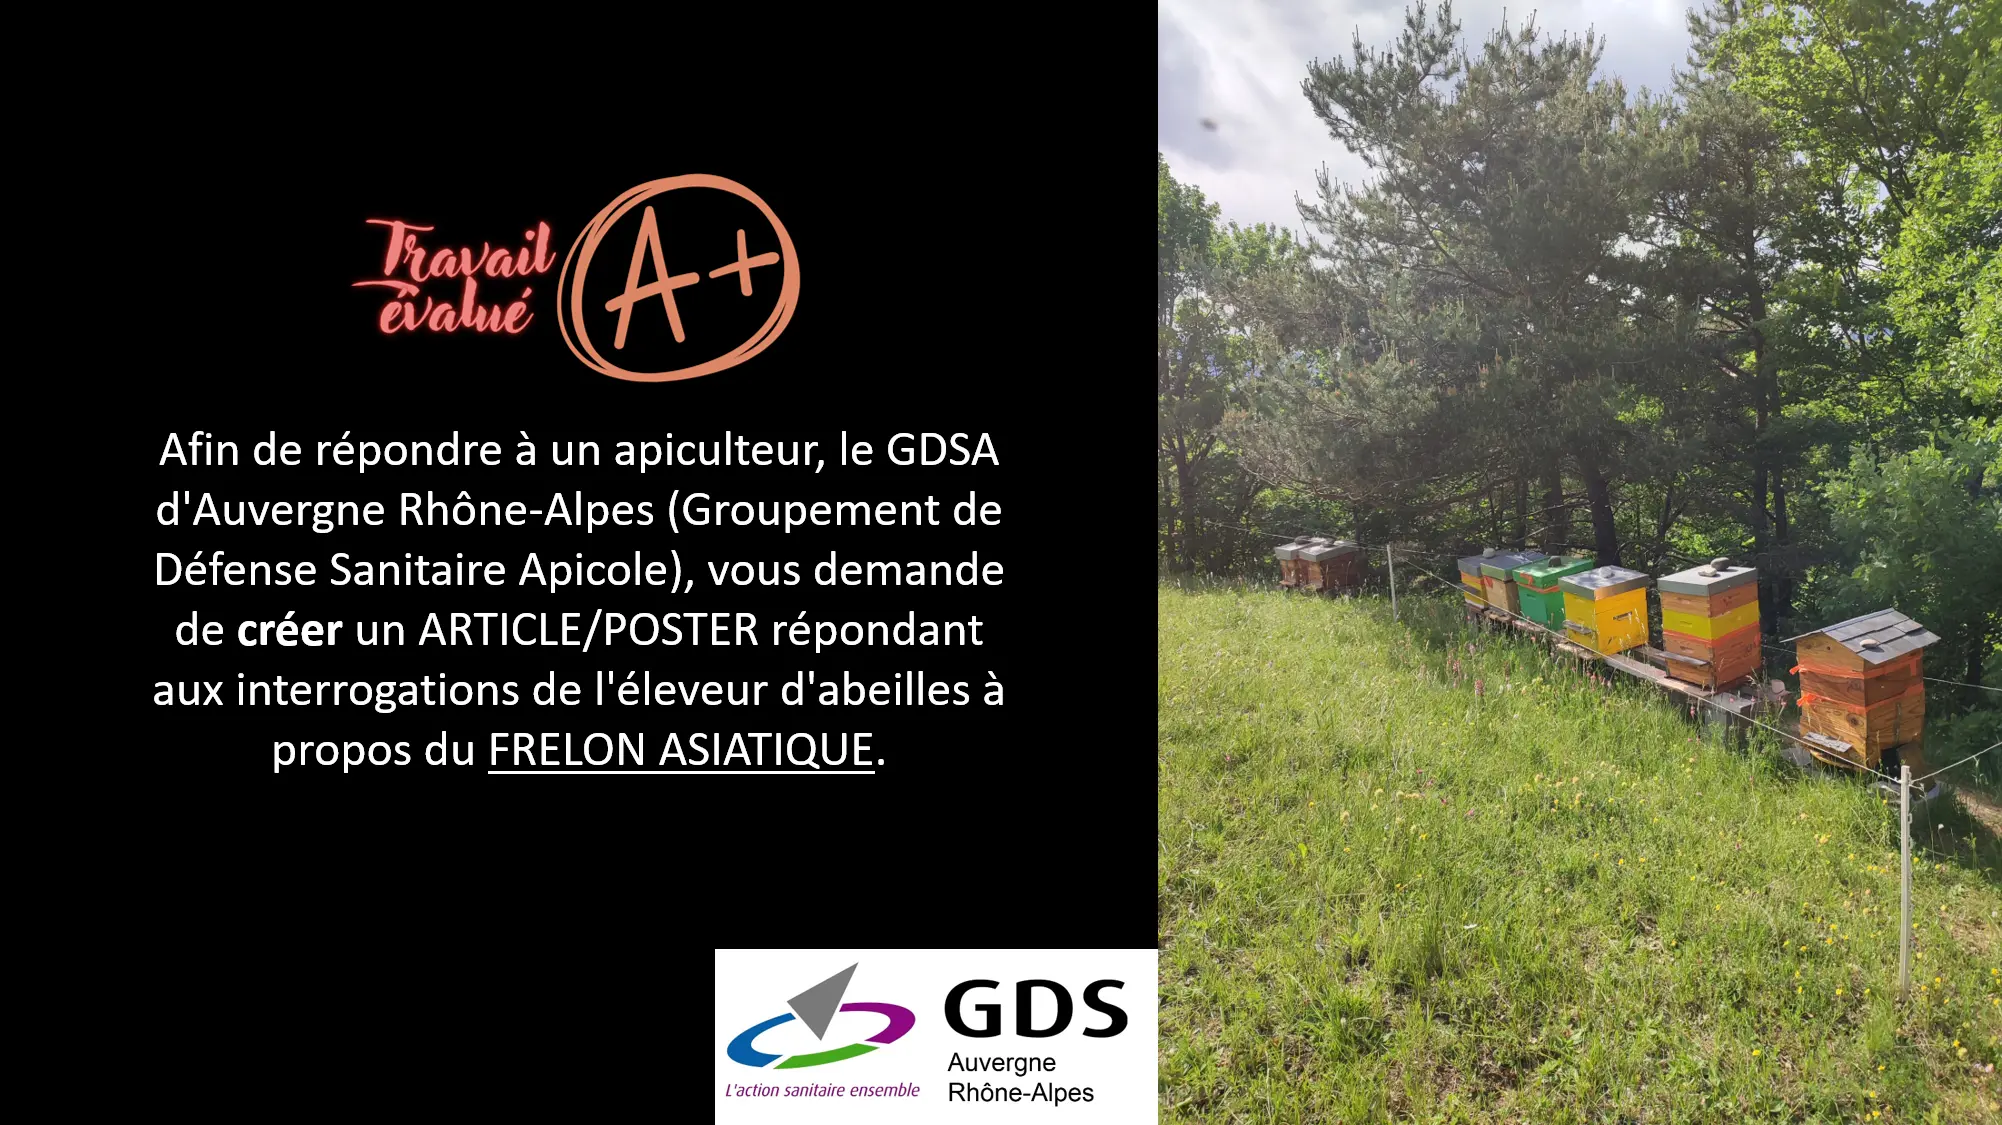 Travail
évalué
A+
Afin de répondre à un apiculteur, le GDSA
d'Auvergne Rhône-Alpes (Groupement de
Défense Sanitaire Apicole), vous demande
de créer un ARTICLE/POSTER répondant
aux interrogations de l'éleveur d'abeilles à
propos du FRELON ASIATIQUE.
GDS
Auvergne
Rhône-Alpes
L'action sanitaire ensemble